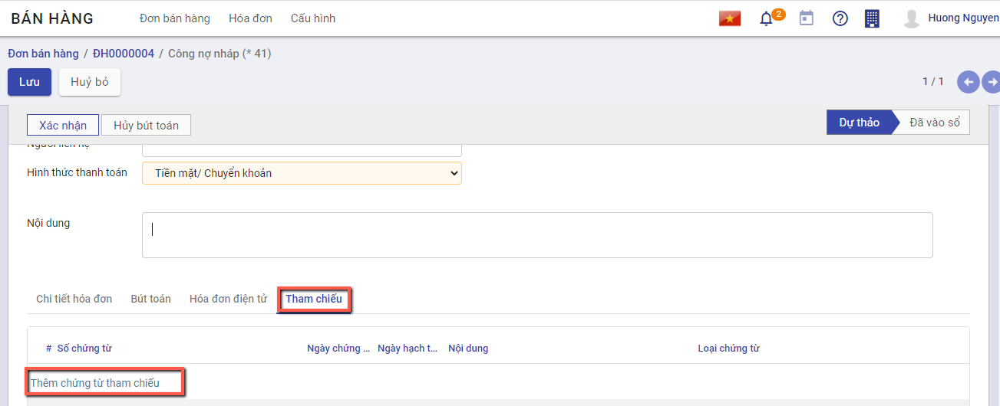 BÁN HÀNG Đơn bán hàng Hóa đơn Cấu hình 2 Huong Nguyen
Đơn bán hàng / ĐH0000004 / Công nợ nháp (* 41)
Lưu Huỷ bỏ 1 / 1
Xác nhận Hủy bút toán Dự thảo Đã vào sổ
Người liên hệ
Hình thức thanh toán Tiền mặt/ Chuyển khoản
Nội dung
Chi tiết hóa đơn Bút toán Hóa đơn điện tử Tham chiếu
# Số chứng từ Ngày chứng ... Ngày hạch t... Nội dung Loại chứng từ
Thêm chứng từ tham chiếu